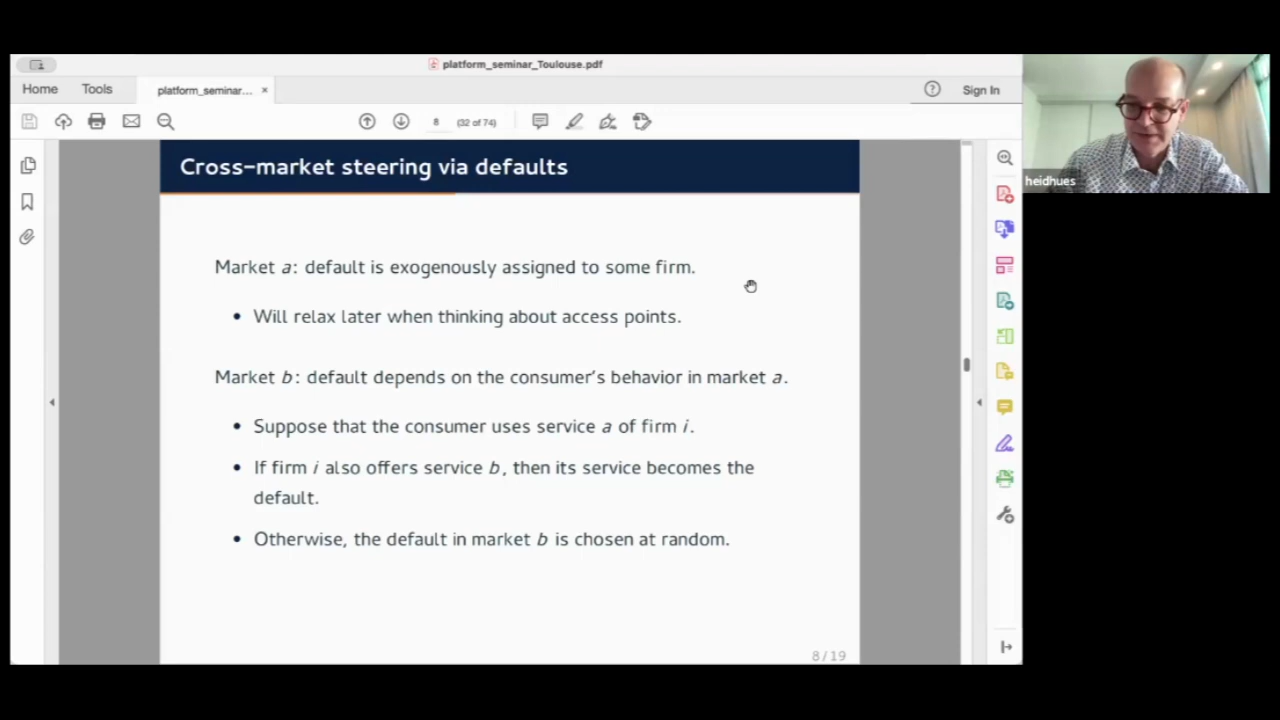 platform_seminar_Toulouse.pdf
Home
Tools
platform_seminar... ×
Sign In
8
(32 of 74)
Cross-market steering via defaults
heidhues
Market a: default is exogenously assigned to some firm.
• Will relax later when thinking about access points.
Market b: default depends on the consumer's behavior in market a.
• Suppose that the consumer uses service a of firm i.
• If firm i also offers service b, then its service becomes the
default.
• Otherwise, the default in market b is chosen at random.
8/19